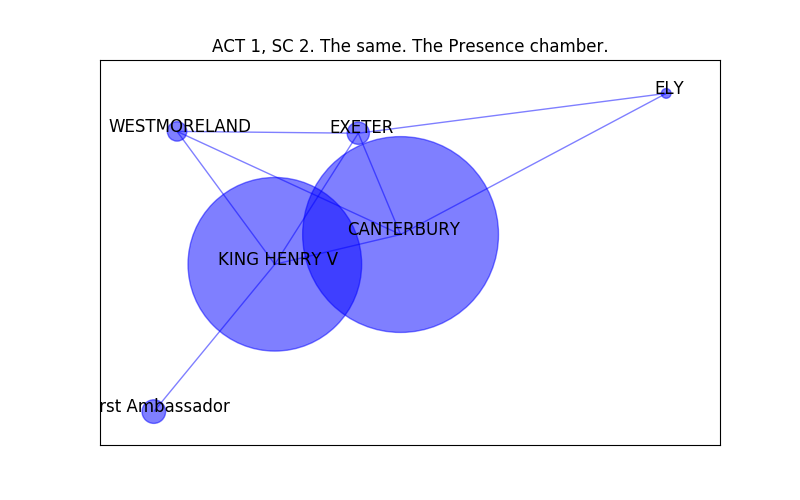 ACT 1, SC 2. The same. The Presence chamber.
ELY
WESTMORELAND
EXETER
CANTERBURY
KING HENRY V
rst Ambassador